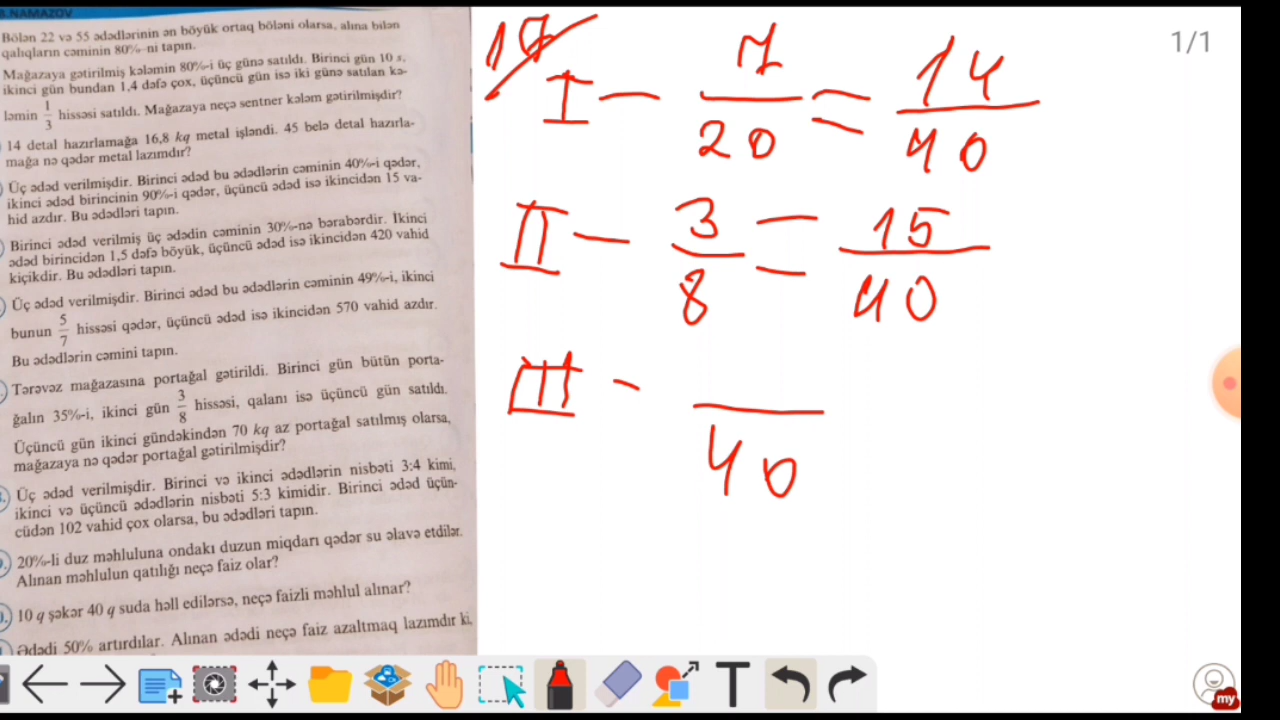 B.NAMAZOV
Bölən 22 və 55 ədədlərinin ən böyük ortaq böləni olarsa, alına bilən
qalıqların cəminin 80%-ni tapın.
Mağazaya gətirilmiş kələmin 80%-i üç günə satıldı. Birinci gün 10 s,
ikinci gün bundan 1,4 dəfə çox, üçüncü gün isə iki günə satılan kə-
ləmin 1/3 hissəsi satıldı. Mağazaya neçə sentner kələm gətirilmişdir?
14 detal hazırlamağa 16,8 kq metal işləndi. 45 belə detal hazırla-
mağa nə qədər metal lazımdır?
Üç ədəd verilmişdir. Birinci ədəd bu ədədlərin cəminin 40%-i qədər,
ikinci ədəd birincinin 90%-i qədər, üçüncü ədəd isə ikincidən 15 va-
hid azdır. Bu ədədləri tapın.
Birinci ədəd verilmiş üç ədədin cəminin 30%-nə bərabərdir. İkinci
ədəd birincidən 1,5 dəfə böyük, üçüncü ədəd isə ikincidən 420 vahid
kiçikdir. Bu ədədləri tapın.
Üç ədəd verilmişdir. Birinci ədəd bu ədədlərin cəminin 49%-i, ikinci
bunun 5/7 hissəsi qədər, üçüncü ədəd isə ikincidən 570 vahid azdır.
Bu ədədlərin cəmini tapın.
Tərəvəz mağazasına portağal gətirildi. Birinci gün bütün porta-
ğalın 35%-i, ikinci gün 3/8 hissəsi, qalanı isə üçüncü gün satıldı.
Üçüncü gün ikinci gündəkindən 70 kq az portağal satılmış olarsa,
mağazaya nə qədər portağal gətirilmişdir?
Üç ədəd verilmişdir. Birinci və ikinci ədədlərin nisbəti 3:4 kimi,
ikinci və üçüncü ədədlərin nisbəti 5:3 kimidir. Birinci ədəd üçün-
cüdən 102 vahid çox olarsa, bu ədədləri tapın.
20%-li duz məhluluna ondakı duzun miqdarı qədər su əlavə etdilər.
Alınan məhlulun qatılığı neçə faiz olar?
10 q şəkər 40 q suda həll edilərsə, neçə faizli məhlul alınar?
Ədədi 50% artırdılar. Alınan ədədi neçə faiz azaltmaq lazımdır ki,
17
I — 7/20 = 14/40
II — 3/8 = 15/40
III - /40
1/1
T
my